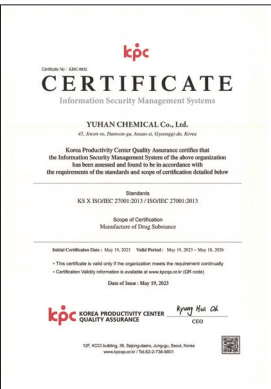 kpc
CERTIFICATE
Information Security Management Systems
YUHAN CHEMICAL Co., Ltd.
Korea Productivity Center Quality Assurance certifies that
the Information Security Management System of the above organization
has been assessed and found to be in accordance with
the requirements of the standards and scope of certification detailed below
Standards
KS X ISO/IEC 27001:2013 / ISO/IEC 27001:2013
Scope of Certification
Manufacture of Drug Substance
Initial Certification Date : May 19, 2023 Valid Period : May 19, 2023 ~ May 18, 2026
• This certificate is valid only if the organization meets the requirement continually
• Certification Validity information is available at www.kpcqa.or.kr (QR code)
Date of Issue : May 19, 2023
kpc KOREA PRODUCTIVITY CENTER
QUALITY ASSURANCE
CEO